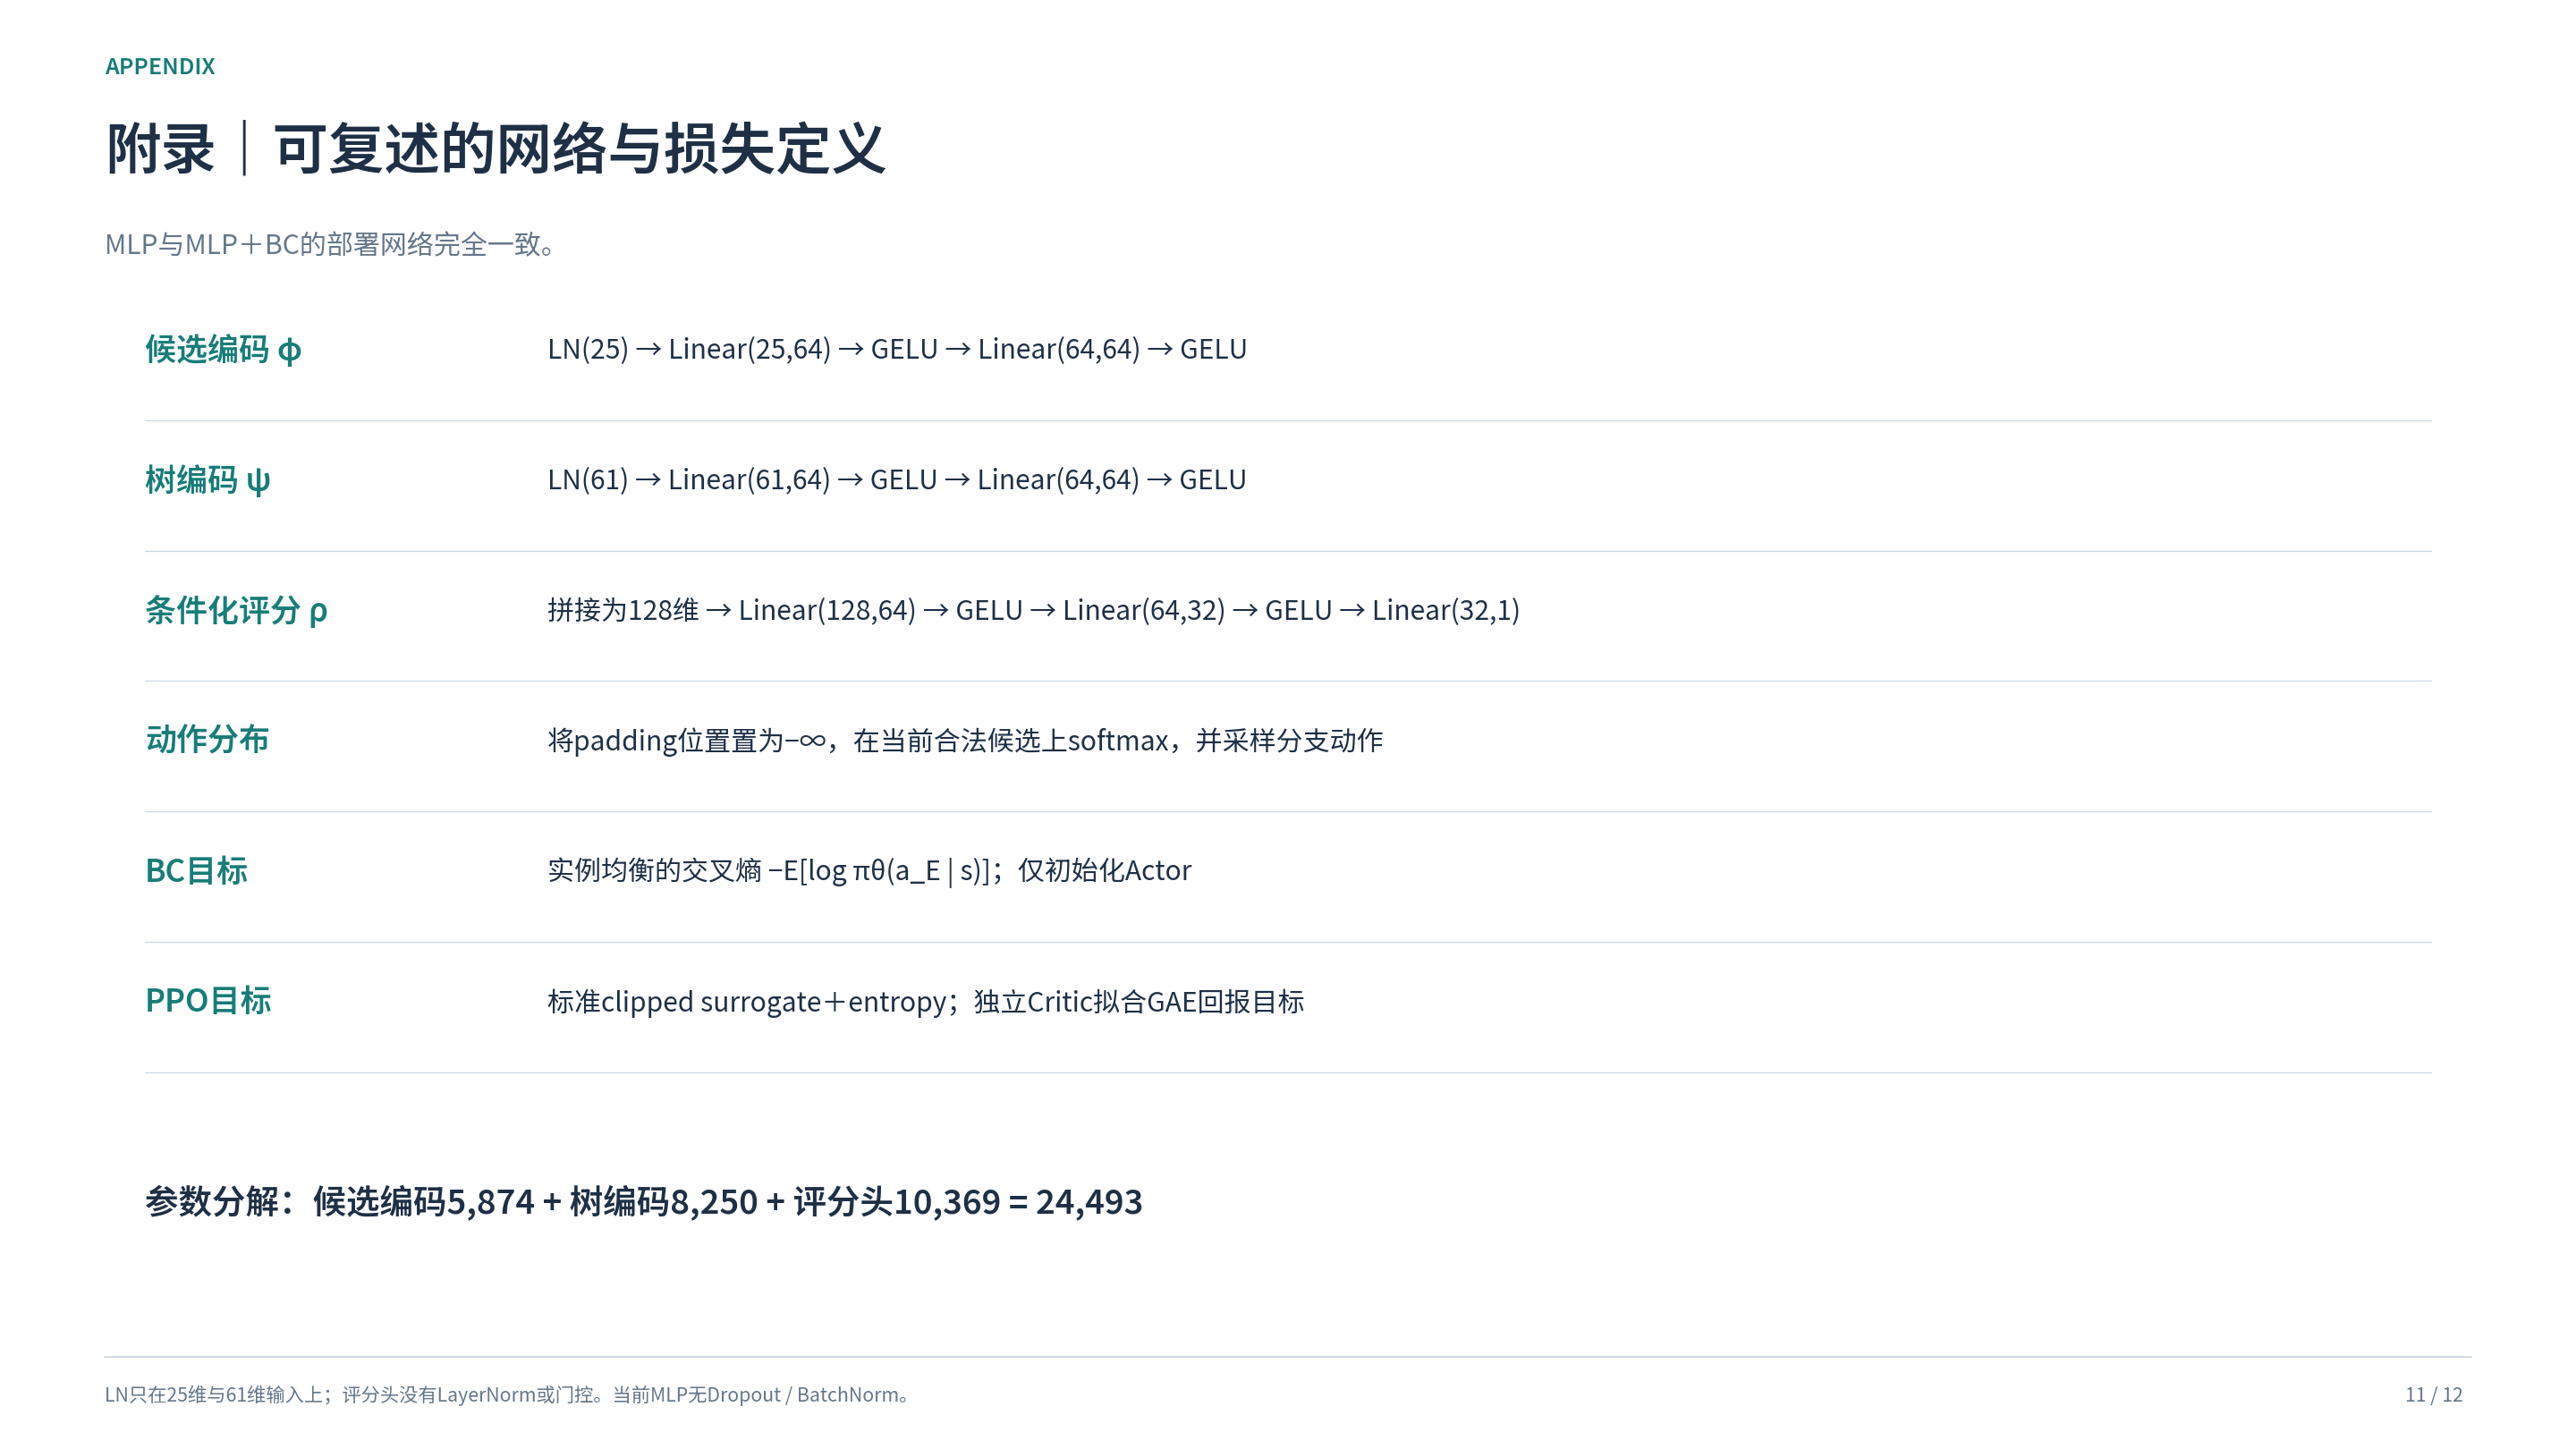 APPENDIX
附录｜可复述的网络与损失定义
MLP与MLP＋BC的部署网络完全一致。
候选编码 φ
LN(25) → Linear(25,64) → GELU → Linear(64,64) → GELU
树编码 ψ
LN(61) → Linear(61,64) → GELU → Linear(64,64) → GELU
条件化评分 ρ
拼接为128维 → Linear(128,64) → GELU → Linear(64,32) → GELU → Linear(32,1)
动作分布
将padding位置置为−∞，在当前合法候选上softmax，并采样分支动作
BC目标
实例均衡的交叉熵 −E[log πθ(a_E | s)]；仅初始化Actor
PPO目标
标准clipped surrogate＋entropy；独立Critic拟合GAE回报目标
参数分解：候选编码5,874 + 树编码8,250 + 评分头10,369 = 24,493
LN只在25维与61维输入上；评分头没有LayerNorm或门控。当前MLP无Dropout / BatchNorm。
11 / 12